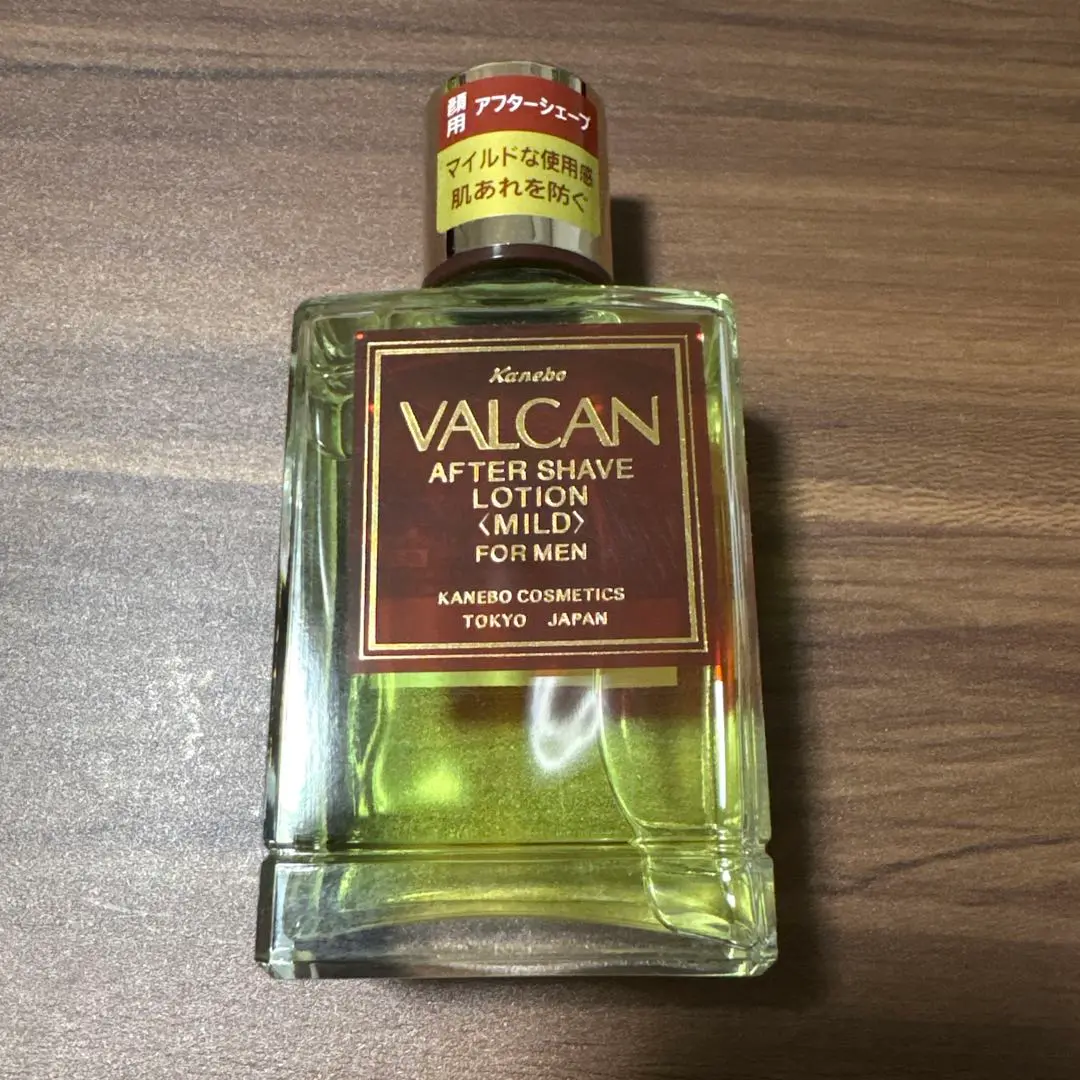 顔用 アフターシェーブ
マイルドな使用感
肌あれを防ぐ
Kanebo
VALCAN
AFTER SHAVE
LOTION
〈MILD〉
FOR MEN
KANEBO COSMETICS
TOKYO JAPAN